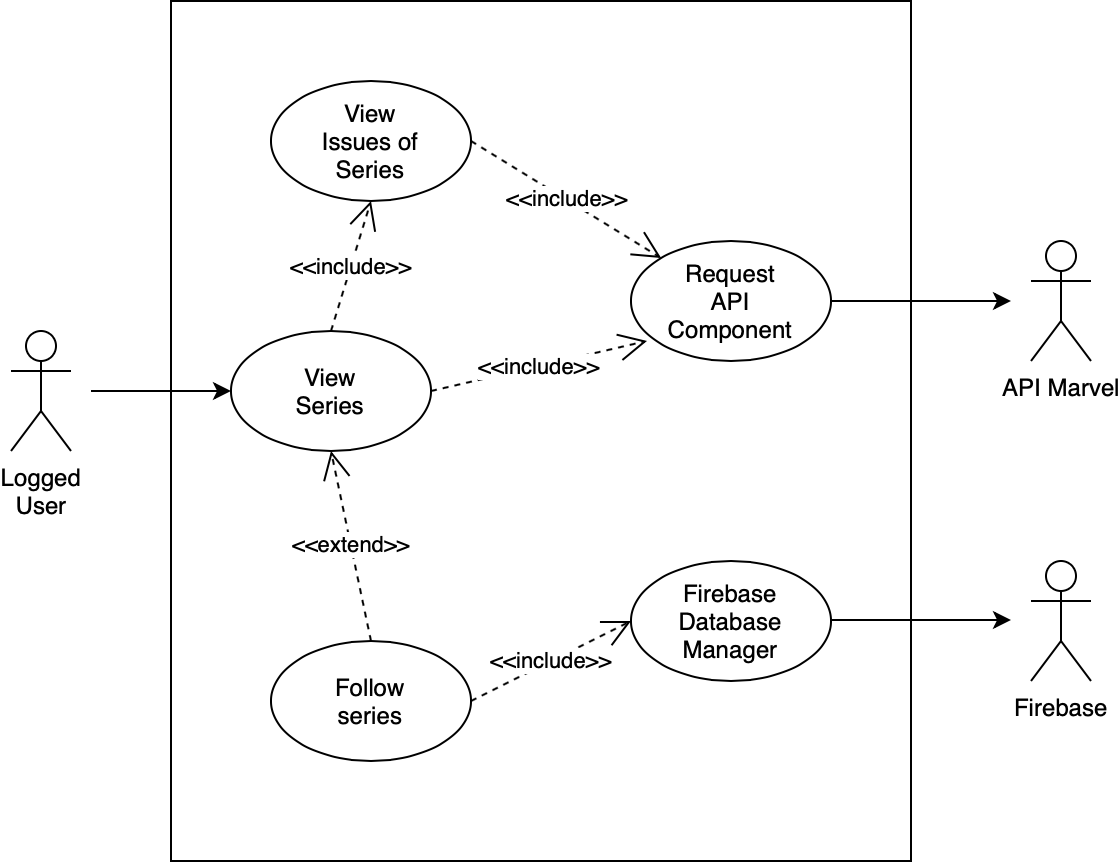 View
Issues of
Series
<<include>>
<<include>>
Request
API
Component
<<include>>
View
Series
API Marvel
Logged
User
<<extend>>
Firebase
Database
Manager
<<include>>
Follow
series
Firebase